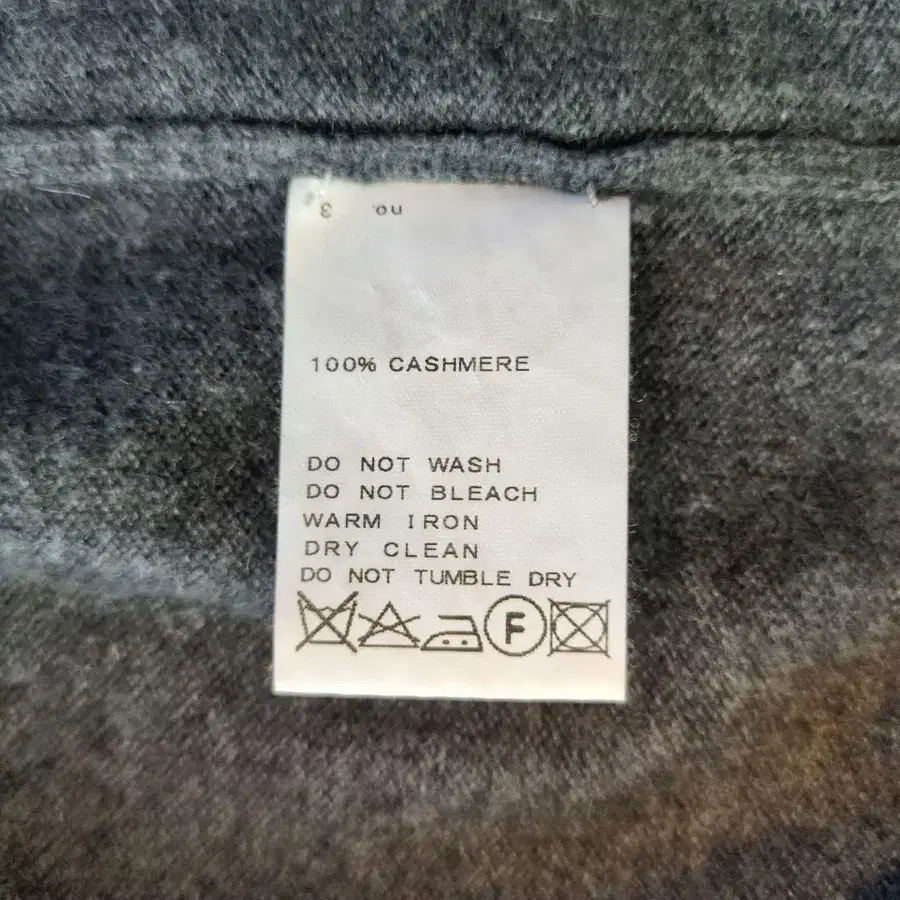 no. 3
100% CASHMERE
DO NOT WASH
DO NOT BLEACH
WARM IRON
DRY CLEAN
DO NOT TUMBLE DRY
F